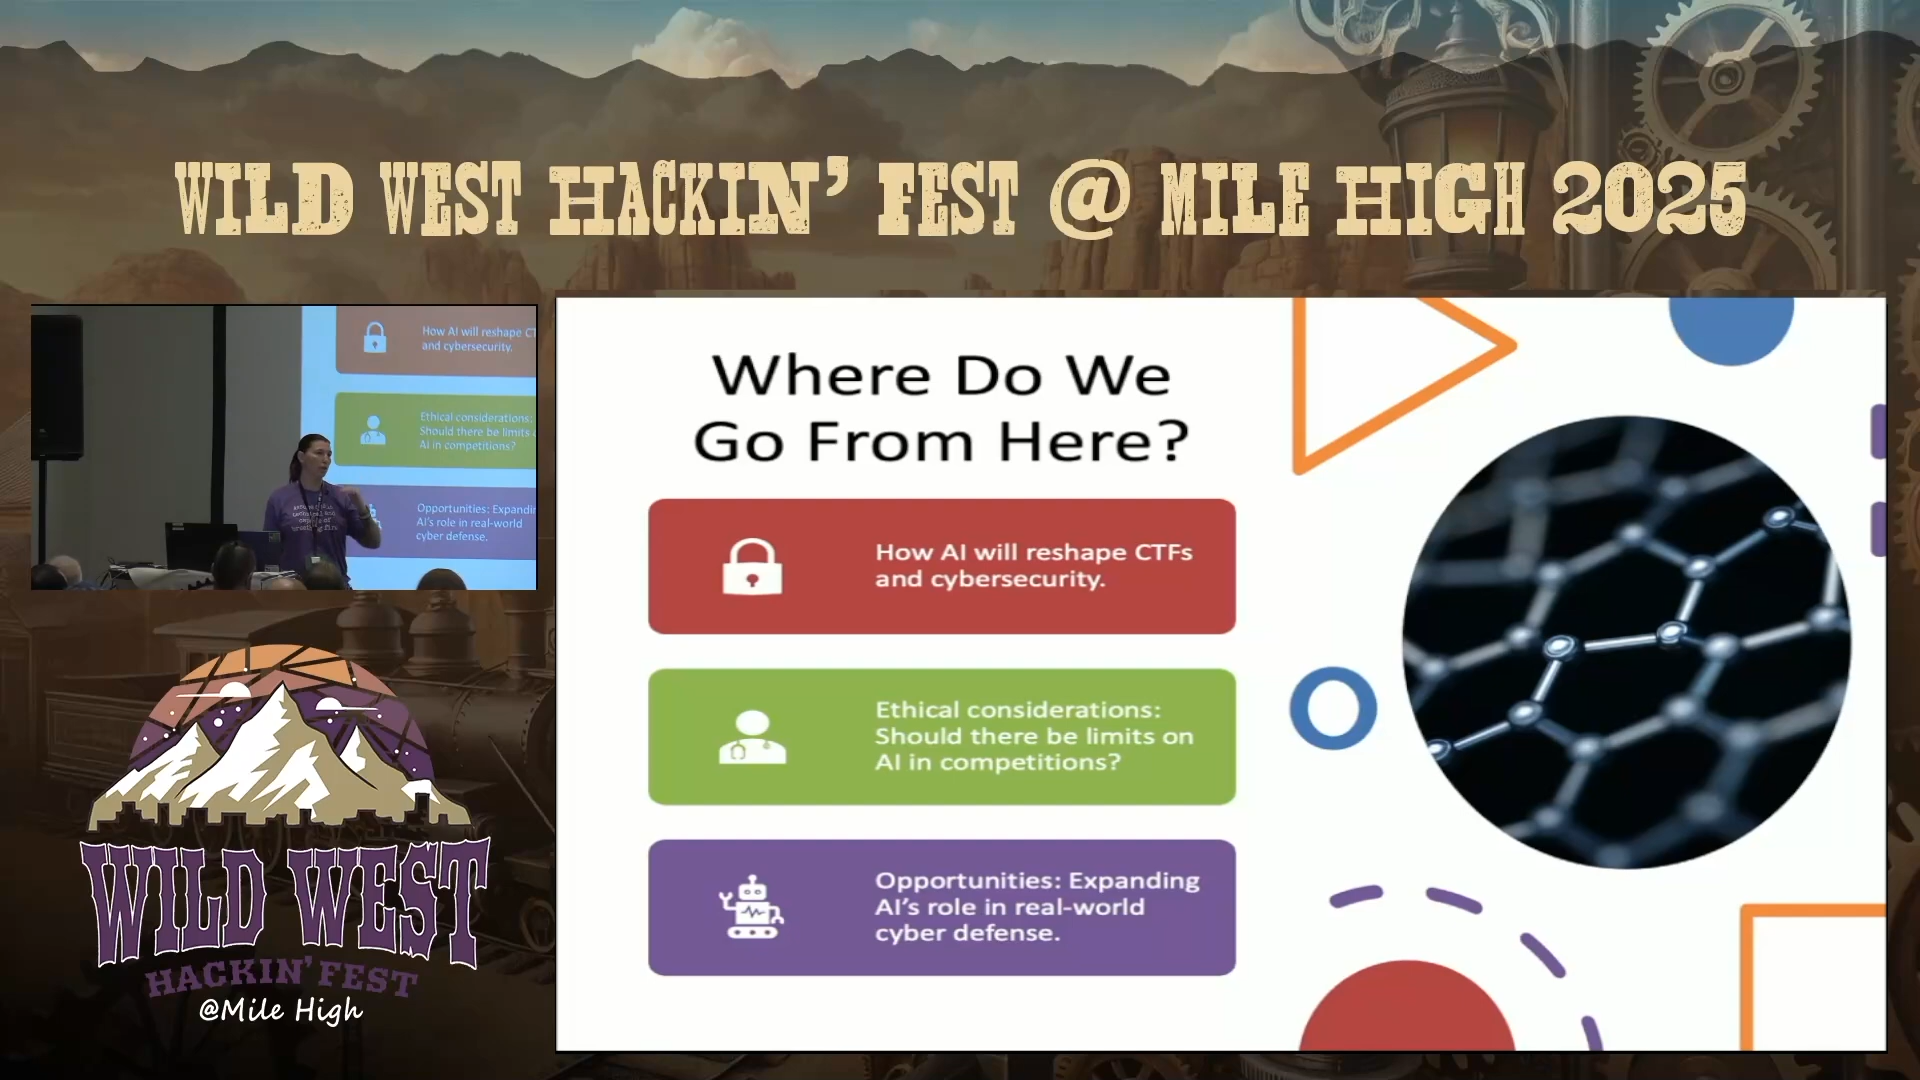 WILD WEST HACKIN' FEST @ MILE HIGH 2025
How AI will reshape CT
and cybersecurity.
Ethical considerations:
Should there be limits
AI in competitions?
Opportunities: Expandin
AI's role in real-world
cyber defense.
Where Do We
Go From Here?
How AI will reshape CTFs
and cybersecurity.
Ethical considerations:
Should there be limits on
AI in competitions?
Opportunities: Expanding
AI's role in real-world
cyber defense.
WILD WEST
HACKIN' FEST
@Mile High